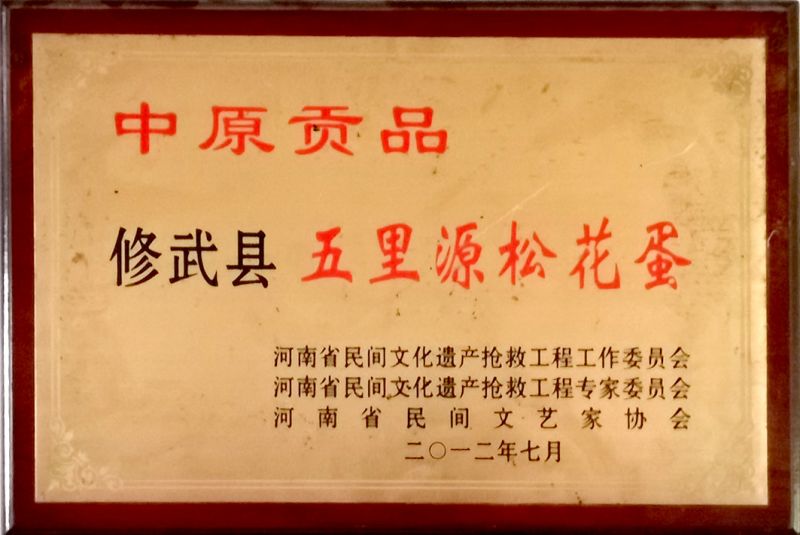 中原贡品
修武县 五里源松花蛋
河南省民间文化遗产抢救工程工作委员会
河南省民间文化遗产抢救工程专家委员会
河南省民间文艺家协会
二〇一二年七月